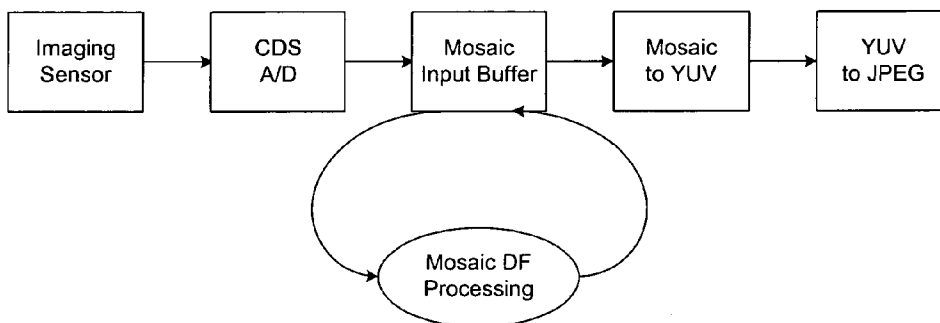 Imaging
Sensor
CDS
A/D
Mosaic
Input Buffer
Mosaic
to YUV
YUV
to JPEG
Mosaic DF
Processing